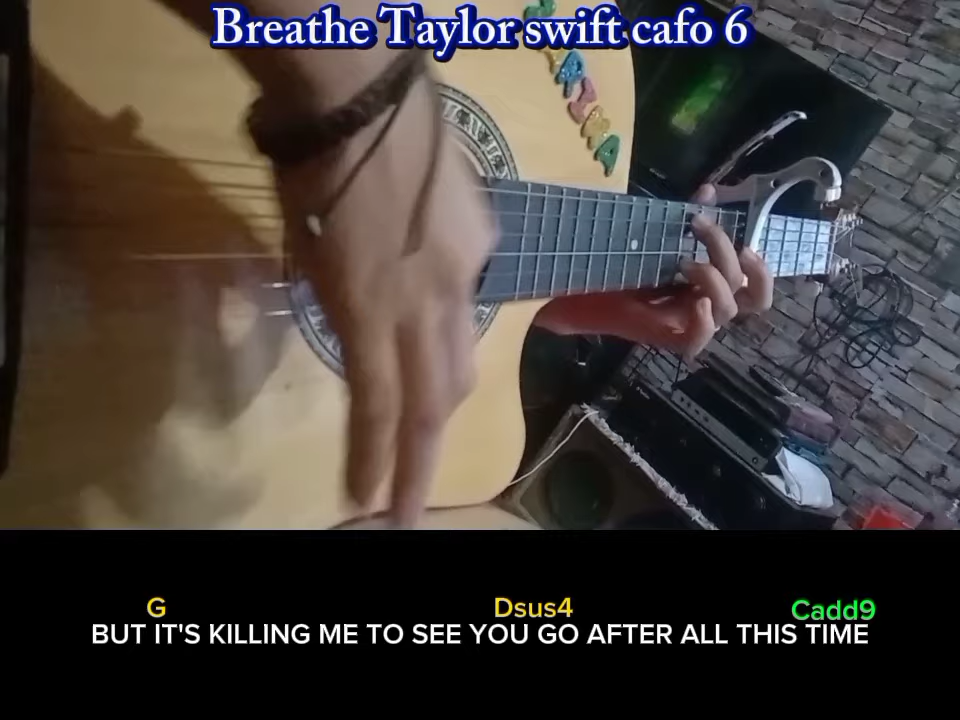 Breathe Taylor swift cafo 6
G Dsus4 Cadd9
BUT IT'S KILLING ME TO SEE YOU GO AFTER ALL THIS TIME